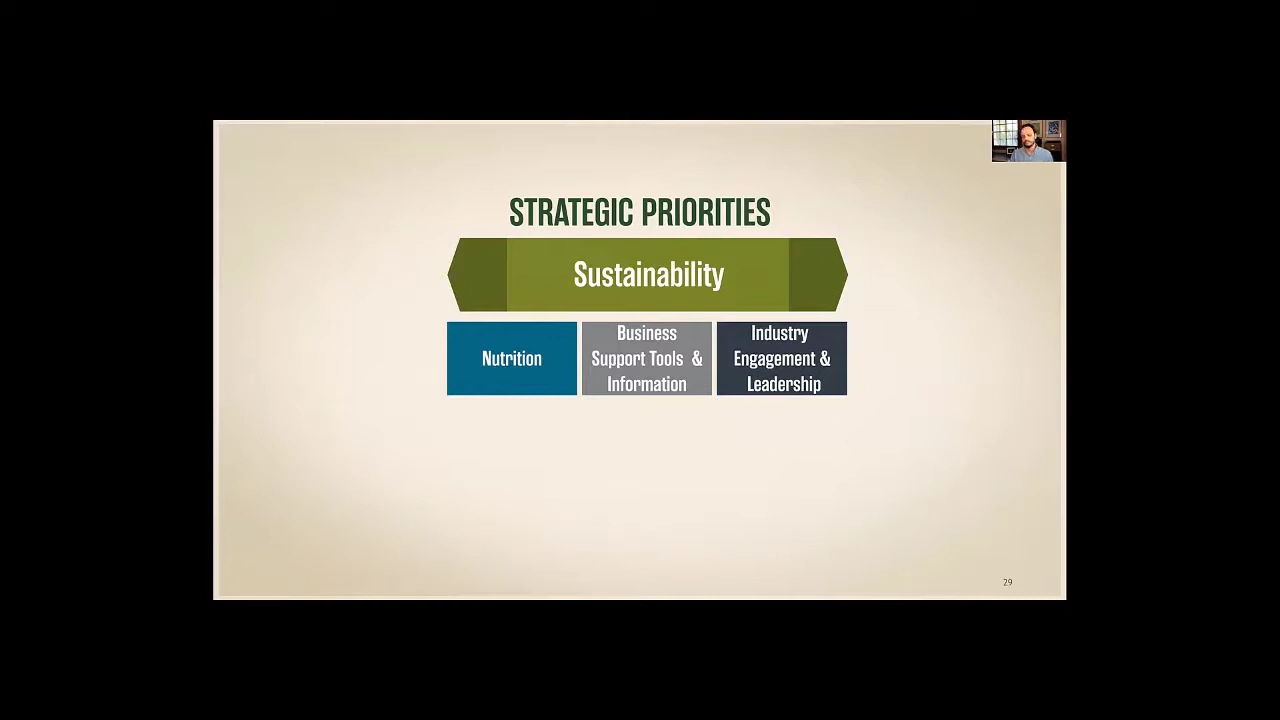 STRATEGIC PRIORITIES
Sustainability
Nutrition
Business
Support Tools &
Information
Industry
Engagement &
Leadership
29